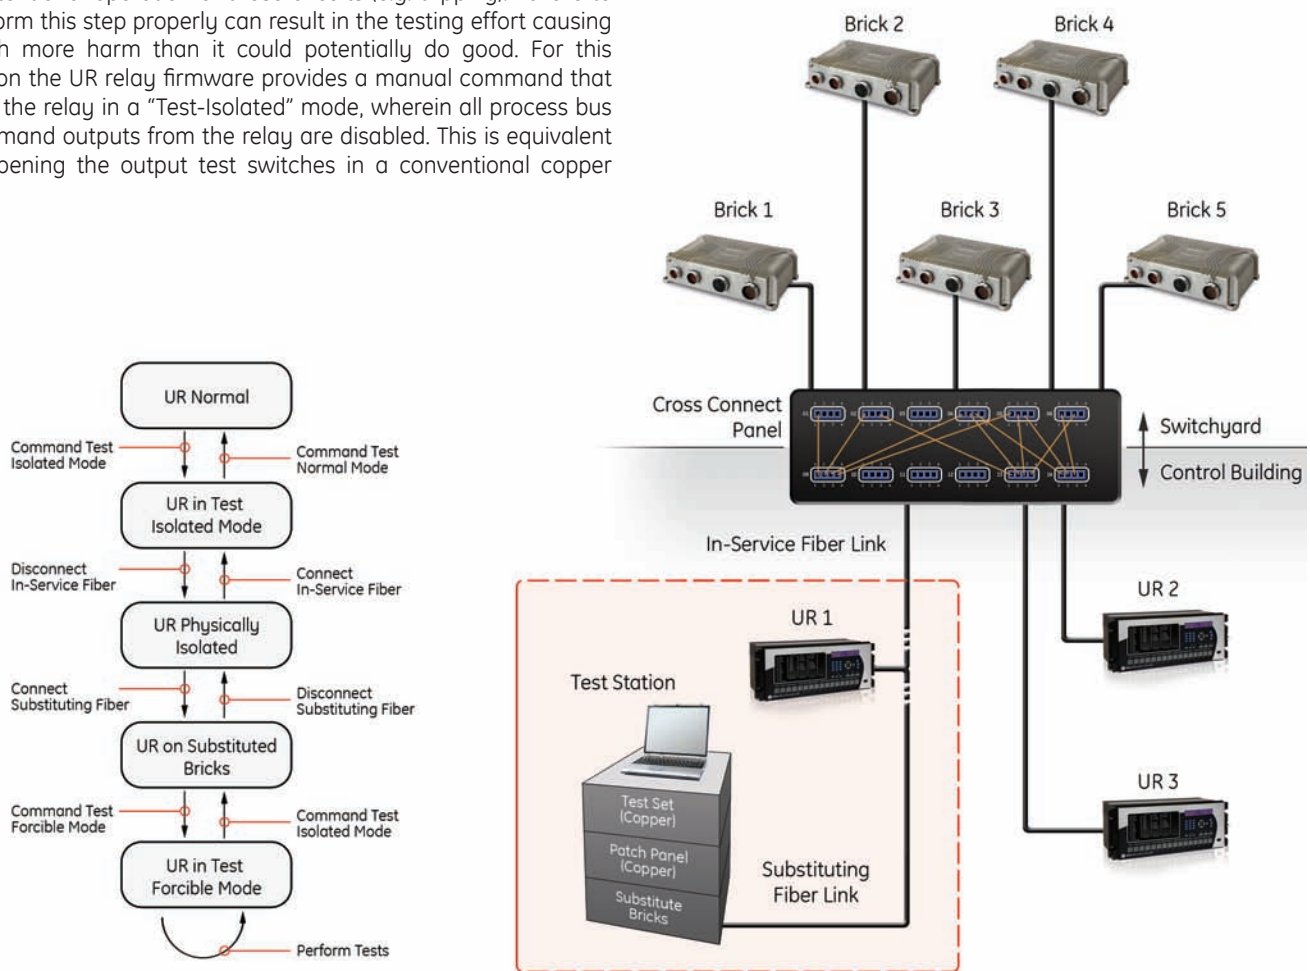 form this step properly can result in the testing effort causing
more harm than it could potentially do good. For this
on the UR relay firmware provides a manual command that
the relay in a “Test-Isolated” mode, wherein all process bus
mand outputs from the relay are disabled. This is equivalent
pening the output test switches in a conventional copper
UR Normal
Command Test
Isolated Mode
Command Test
Normal Mode
UR in Test
Isolated Mode
Disconnect
In-Service Fiber
Connect
In-Service Fiber
UR Physically
Isolated
Connect
Substituting Fiber
Disconnect
Substituting Fiber
UR on Substituted
Bricks
Command Test
Forcible Mode
Command Test
Isolated Mode
UR in Test
Forcible Mode
Perform Tests
Brick 2
Brick 4
Brick 1
Brick 3
Brick 5
Cross Connect
Panel
Switchyard
Control Building
In-Service Fiber Link
UR 1
UR 2
Test Station
Test Set
(Copper)
Patch Panel
(Copper)
Substitute
Bricks
Substituting
Fiber Link
UR 3